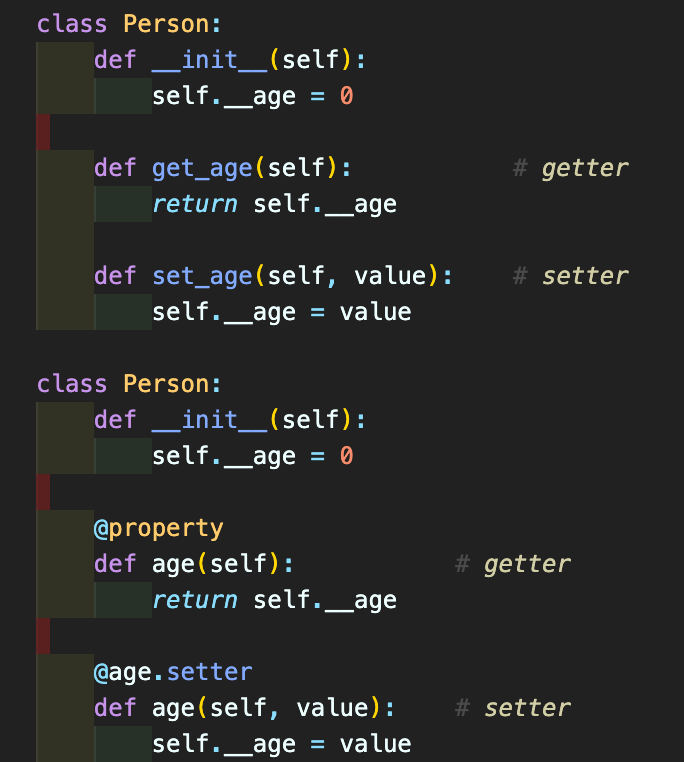 class Person:
    def __init__(self):
        self.__age = 0

    def get_age(self):           # getter
        return self.__age

    def set_age(self, value):    # setter
        self.__age = value

class Person:
    def __init__(self):
        self.__age = 0

    @property
    def age(self):           # getter
        return self.__age

    @age.setter
    def age(self, value):    # setter
        self.__age = value